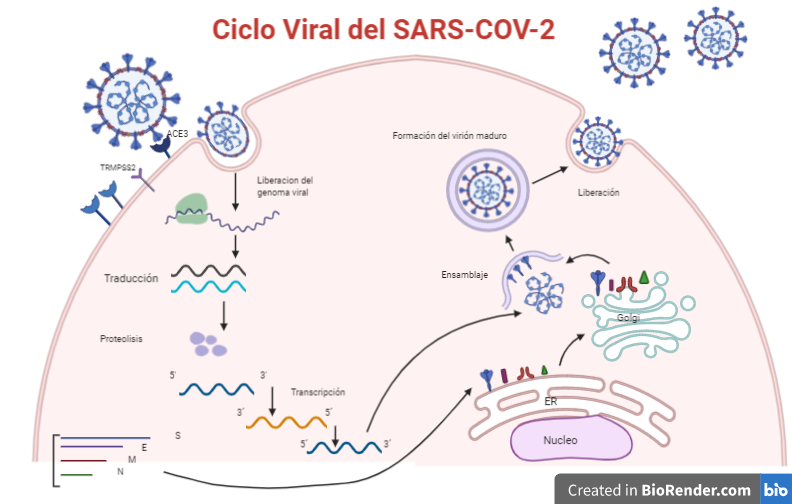 Ciclo Viral del SARS-COV-2
ACE3
TRMPSS2
Liberacion del
genoma viral
Traducción
Proteolisis
5´
3´
Transcripción
3´
5´
5´
3´
S
E
M
N
Formación del virión maduro
Liberación
Ensamblaje
Golgi
ER
Nucleo
Created in BioRender.com bio